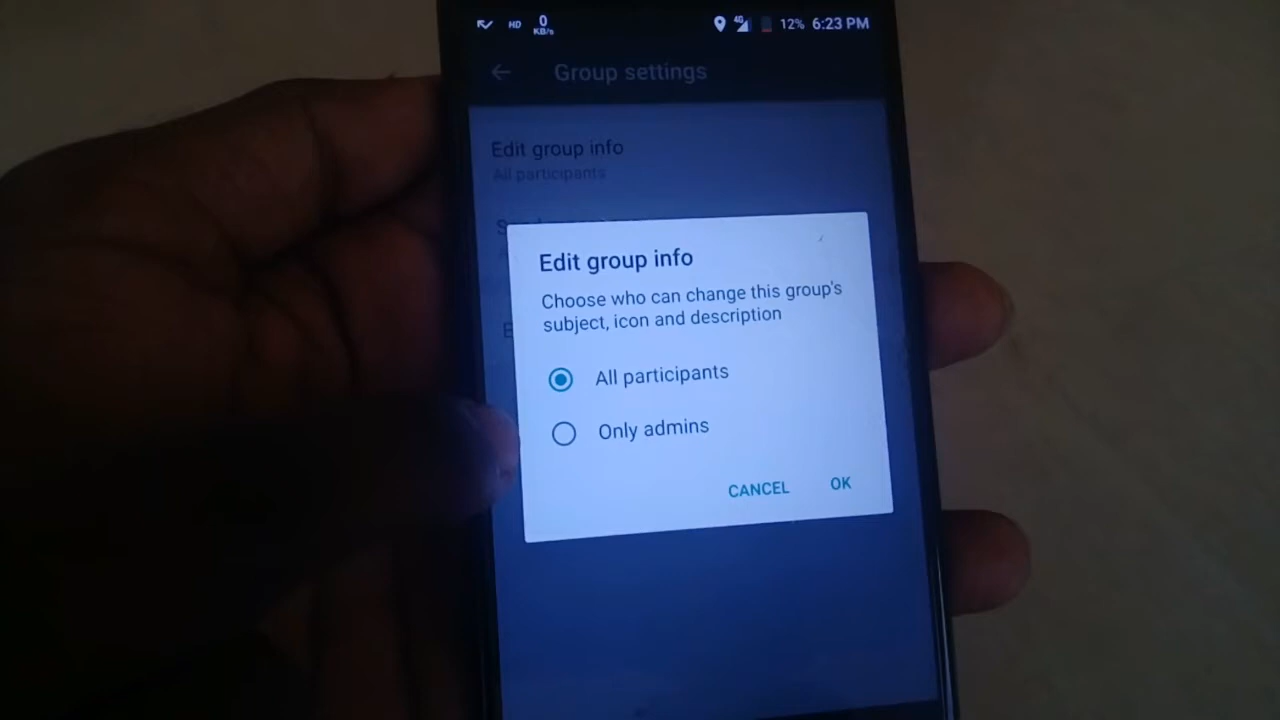 HD 0 KB/s 4G 12% 6:23 PM
Group settings
Edit group info
All participants
Edit group info
Choose who can change this group's
subject, icon and description
All participants
Only admins
CANCEL OK